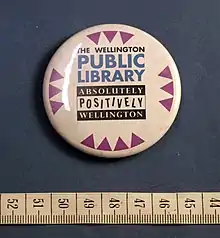 THE WELLINGTON
PUBLIC
LIBRARY
ABSOLUTELY
POSITIVELY
WELLINGTON
52 51 50 49 48 47 46 45 44